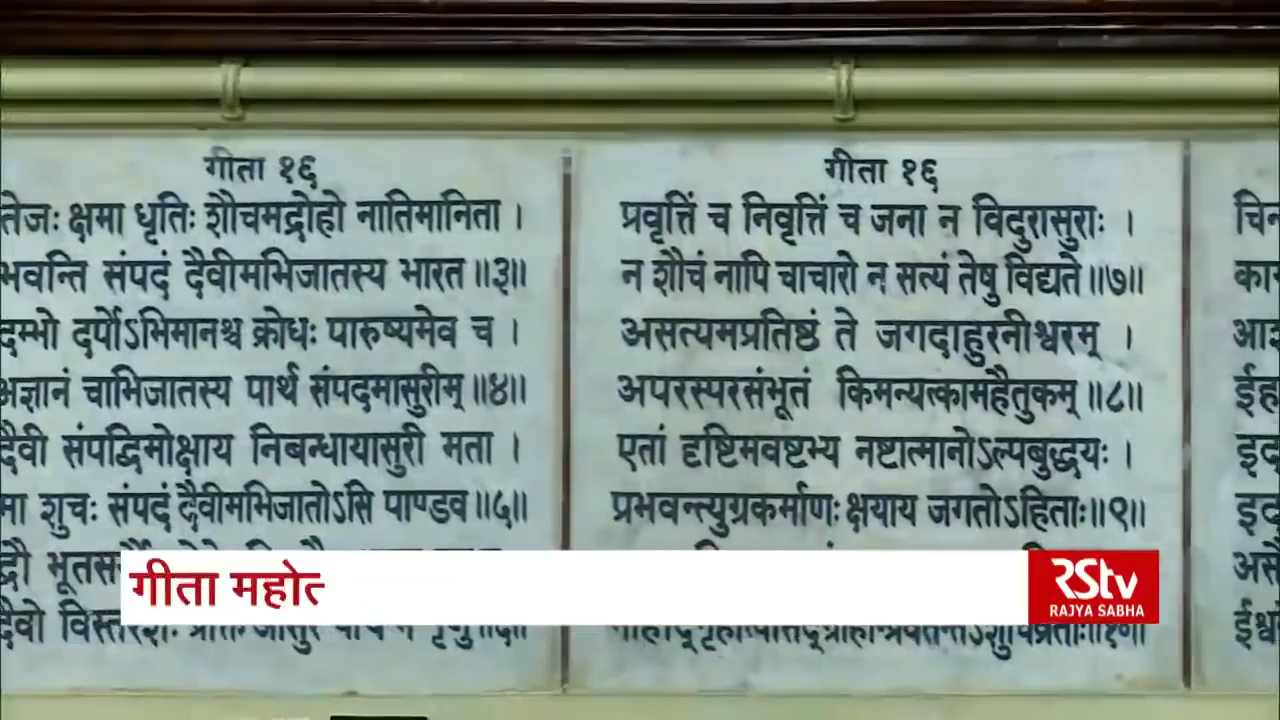 गीता १६
तेजः क्षमा धृतिः शौचमद्रोहो नातिमानिता ।
भवन्ति संपदं दैवीमभिजातस्य भारत ॥३॥
दम्भो दर्पोऽभिमानश्च क्रोधः पारुष्यमेव च ।
अज्ञानं चाभिजातस्य पार्थ संपदमासुरीम् ॥४॥
दैवी संपद्विमोक्षाय निबन्धायासुरी मता ।
मा शुचः संपदं दैवीमभिजातोऽसि पाण्डव ॥५॥
गीता १६
प्रवृत्तिं च निवृत्तिं च जना न विदुरासुराः ।
न शौचं नापि चाचारो न सत्यं तेषु विद्यते ॥७॥
असत्यमप्रतिष्ठं ते जगदाहुरनीश्वरम् ।
अपरस्परसंभूतं किमन्यत्कामहैतुकम् ॥८॥
एतां दृष्टिमवष्टभ्य नष्टात्मानोऽल्पबुद्धयः ।
प्रभवन्त्युग्रकर्माणः क्षयाय जगतोऽहिताः ॥९॥
गीता महोत
RStv
RAJYA SABHA